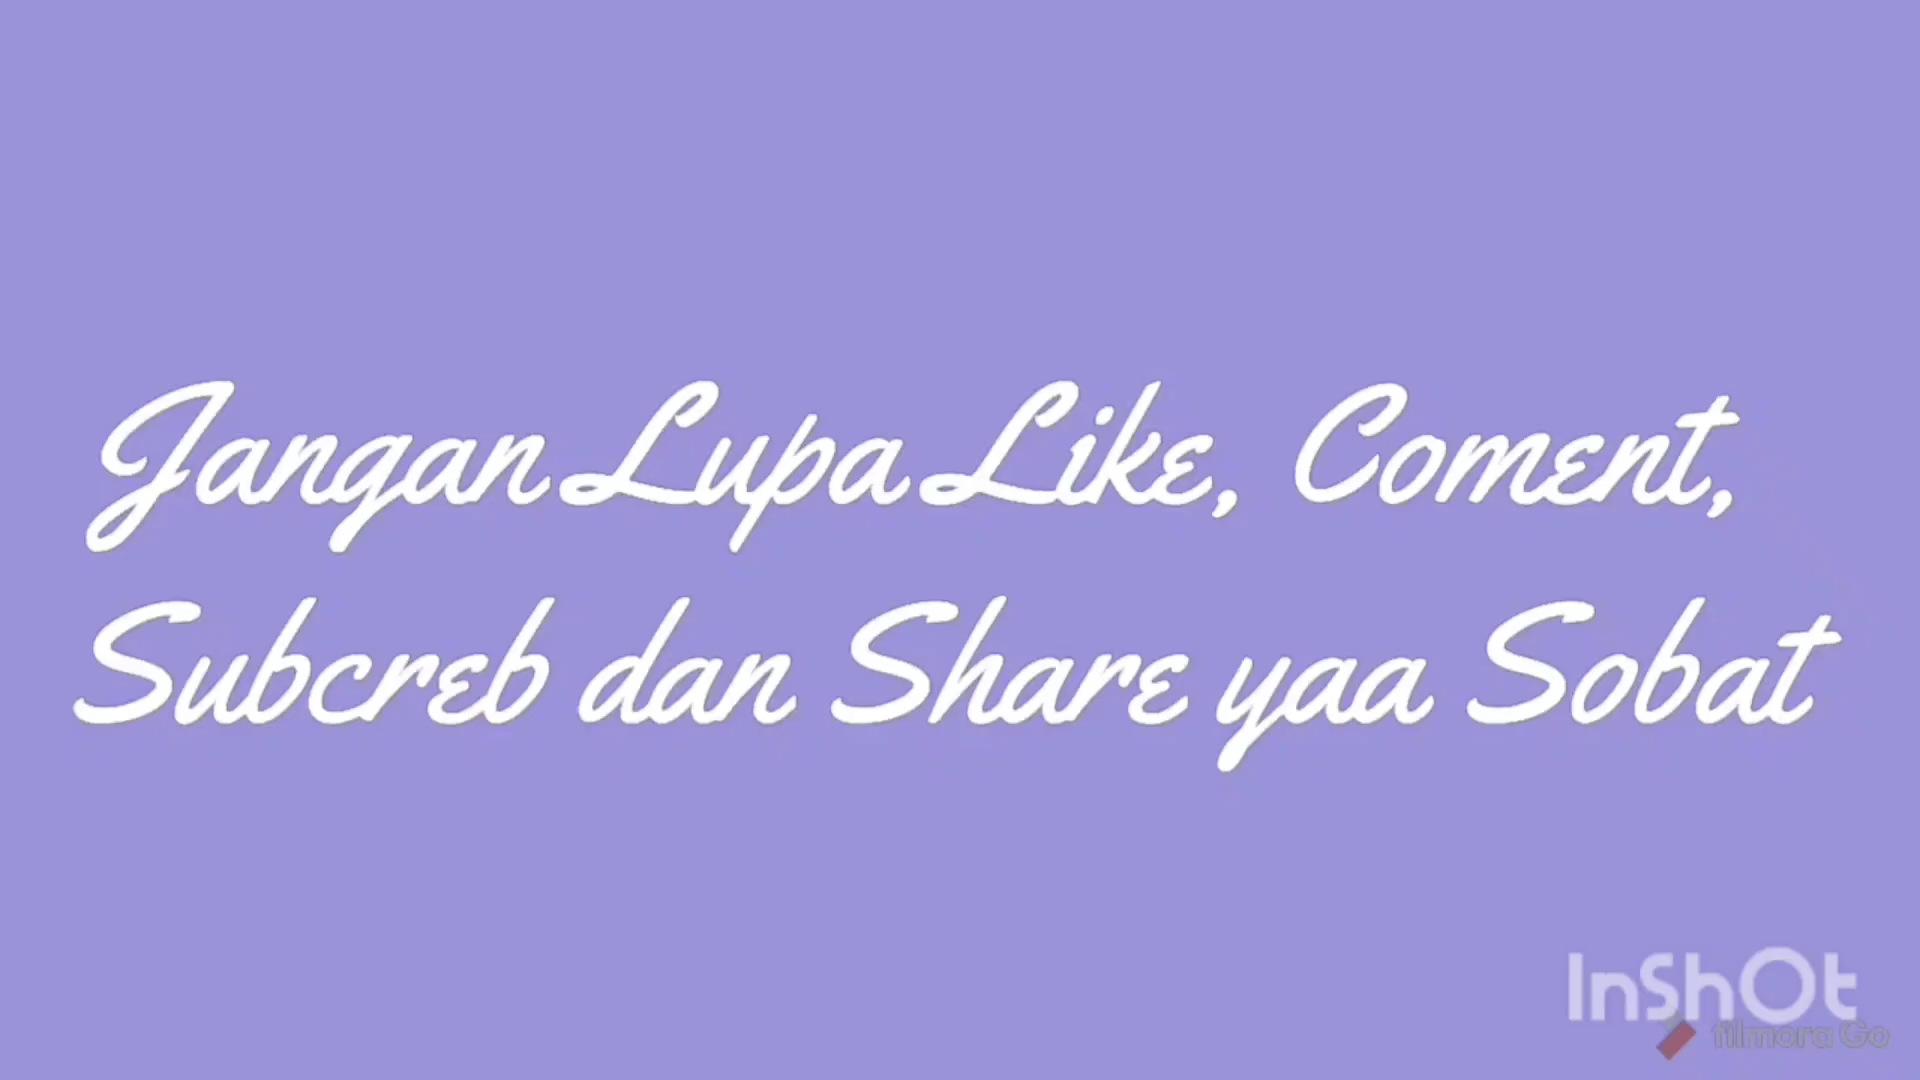 Jangan Lupa Like, Coment,
Subcreb dan Share yaa Sobat
InShOt
filmora Go